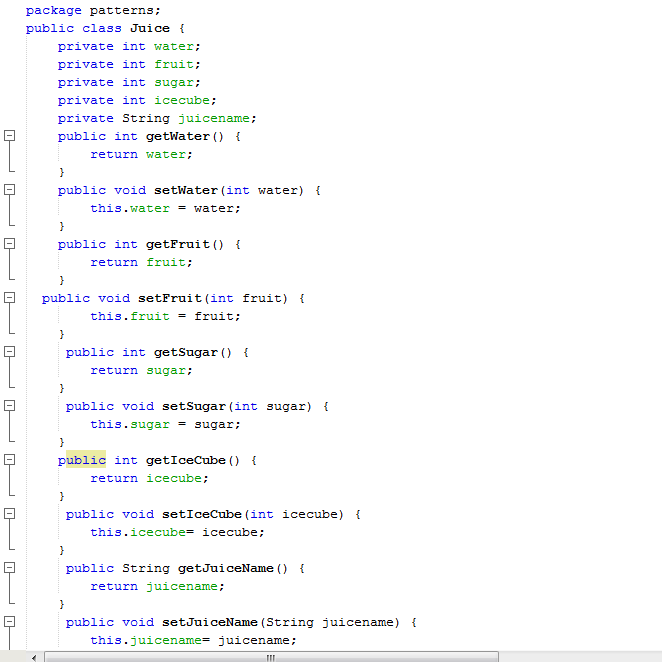 package patterns;
public class Juice {
    private int water;
    private int fruit;
    private int sugar;
    private int icecube;
    private String juicename;
    public int getWater() {
        return water;
    }
    public void setWater(int water) {
        this.water = water;
    }
    public int getFruit() {
        return fruit;
    }
  public void setFruit(int fruit) {
        this.fruit = fruit;
    }
     public int getSugar() {
        return sugar;
    }
     public void setSugar(int sugar) {
        this.sugar = sugar;
    }
    public int getIceCube() {
        return icecube;
    }
     public void setIceCube(int icecube) {
        this.icecube= icecube;
    }
     public String getJuiceName() {
        return juicename;
    }
     public void setJuiceName(String juicename) {
        this.juicename= juicename;